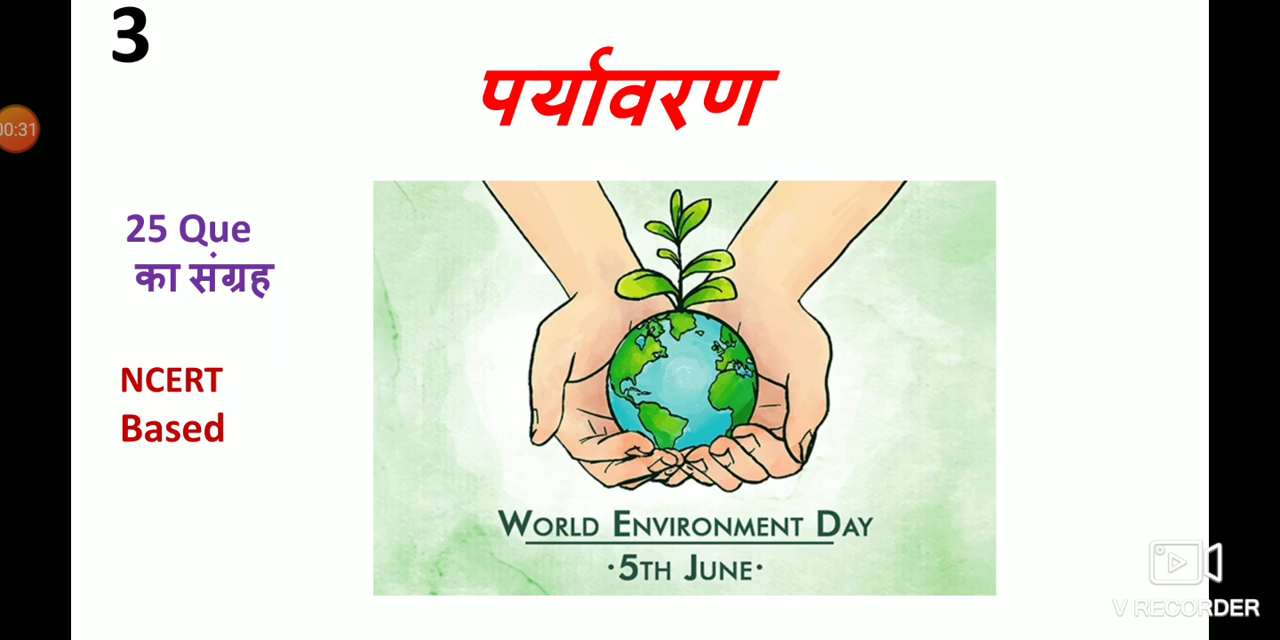 3
पर्यावरण
00:31
25 Que
का संग्रह
NCERT
Based
WORLD ENVIRONMENT DAY
·5TH JUNE·
V RECORDER